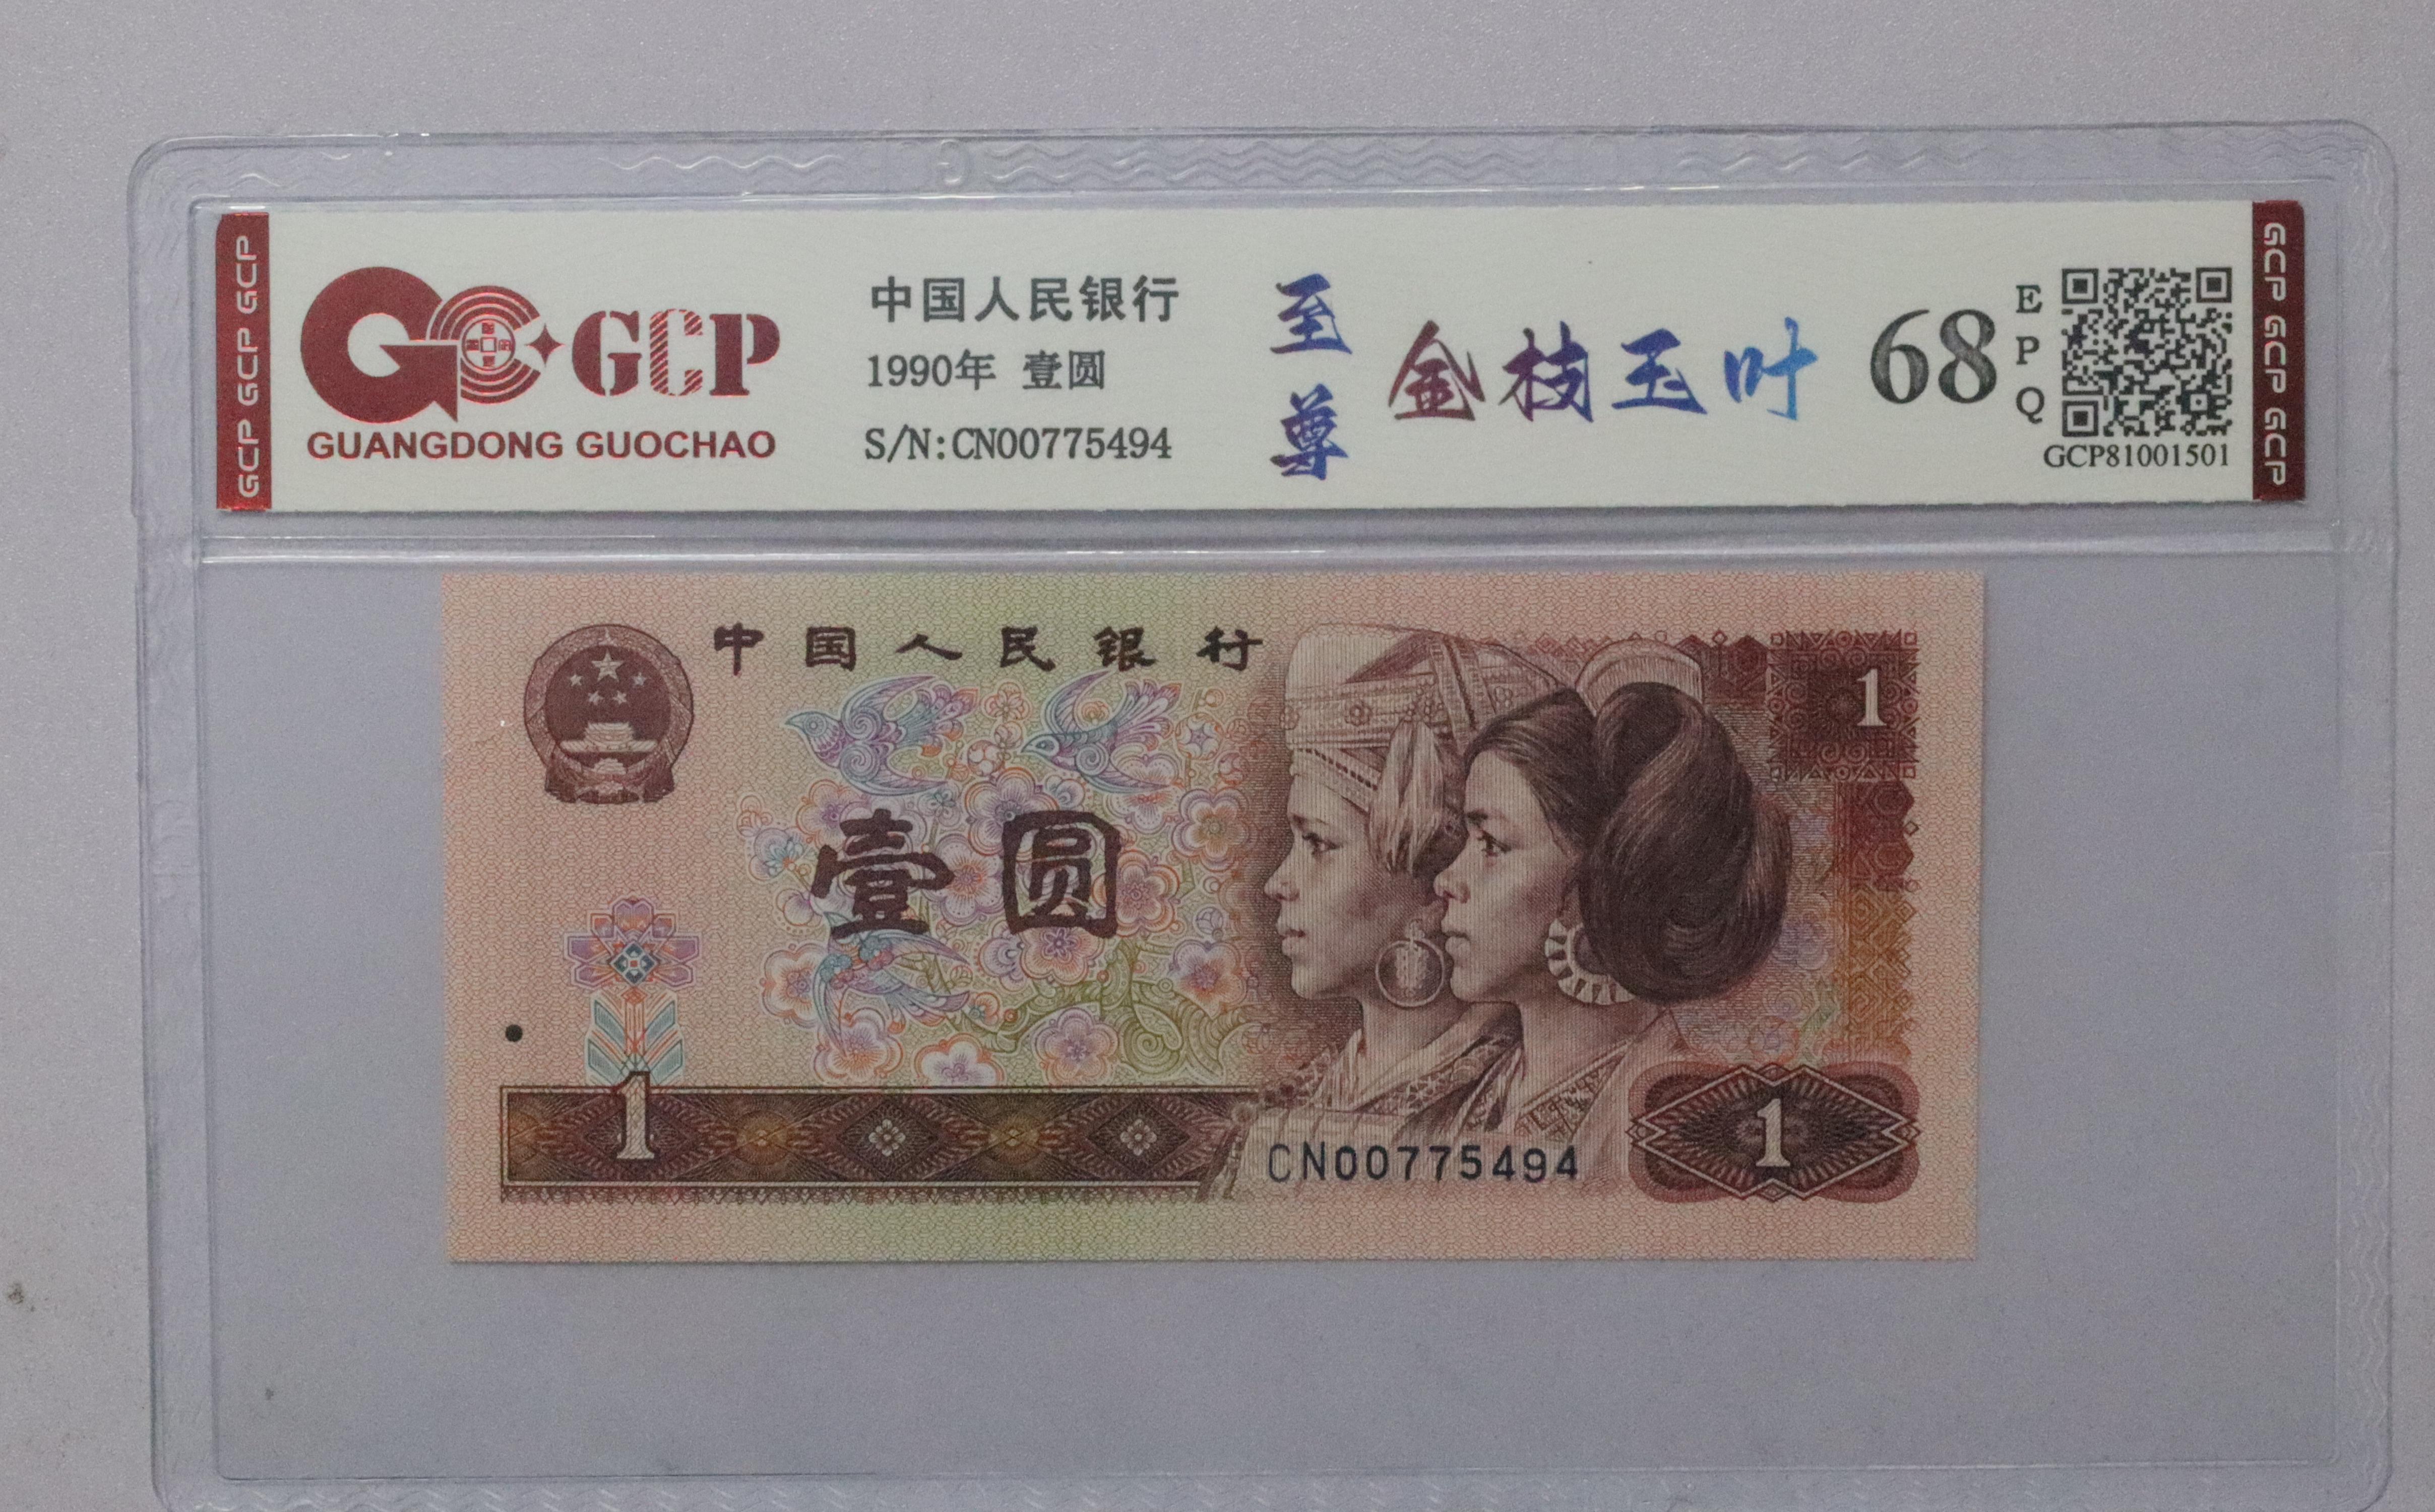 GCP GCP GCP
GCP
GUANGDONG GUOCHAO
中国人民银行
1990年 壹圆
S/N:CN00775494
至尊
金枝玉叶
68
EPQ
GCP81001501
GCP GCP GCP
中国人民银行
1
壹圆
1
CN00775494
1